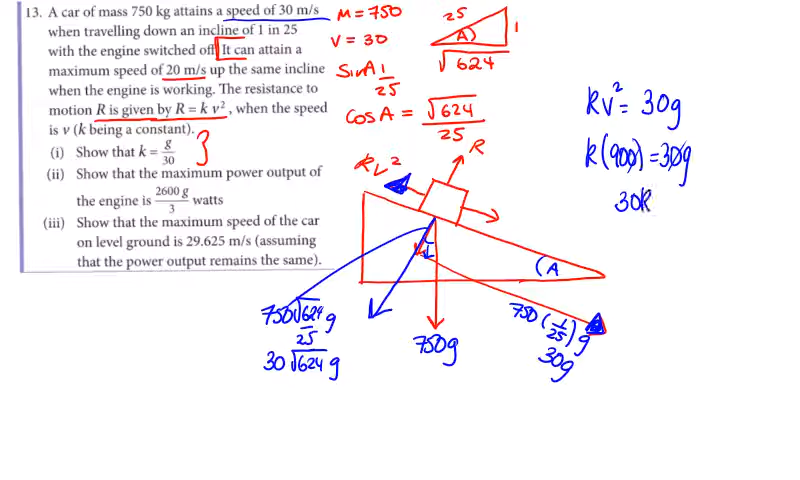 13. A car of mass 750 kg attains a speed of 30 m/s
when travelling down an incline of 1 in 25
with the engine switched off. It can attain a
maximum speed of 20 m/s up the same incline
when the engine is working. The resistance to
motion R is given by R = k v², when the speed
is v (k being a constant).
(i) Show that k = g/30
(ii) Show that the maximum power output of
the engine is 2600 g/3 watts
(iii) Show that the maximum speed of the car
on level ground is 29.625 m/s (assuming
that the power output remains the same).
M = 750
V = 30
Sin A 1/25
Cos A = √624/25
25
1
A
√624
kv² = 30g
k(900) = 30g
30k
R
kv²
A
750√624/25 g
30√624 g
750g
750(1/25)g
30g